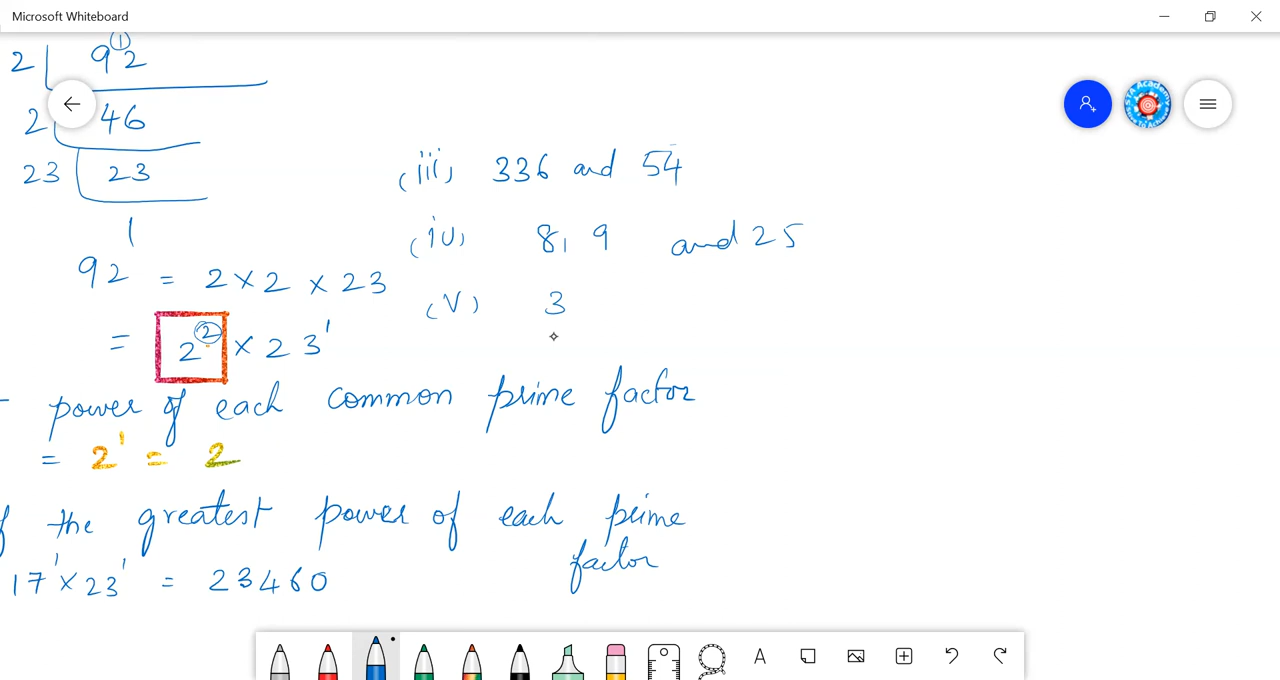 Microsoft Whiteboard
2 | 92
2 | 46
23 | 23
1
92 = 2 × 2 × 23
= 2² × 23¹
(iii) 336 and 54
(iv) 8, 9 and 25
(v) 3
power of each common prime factor
= 2¹ = 2
the greatest power of each prime
factor
17¹ × 23¹ = 23460